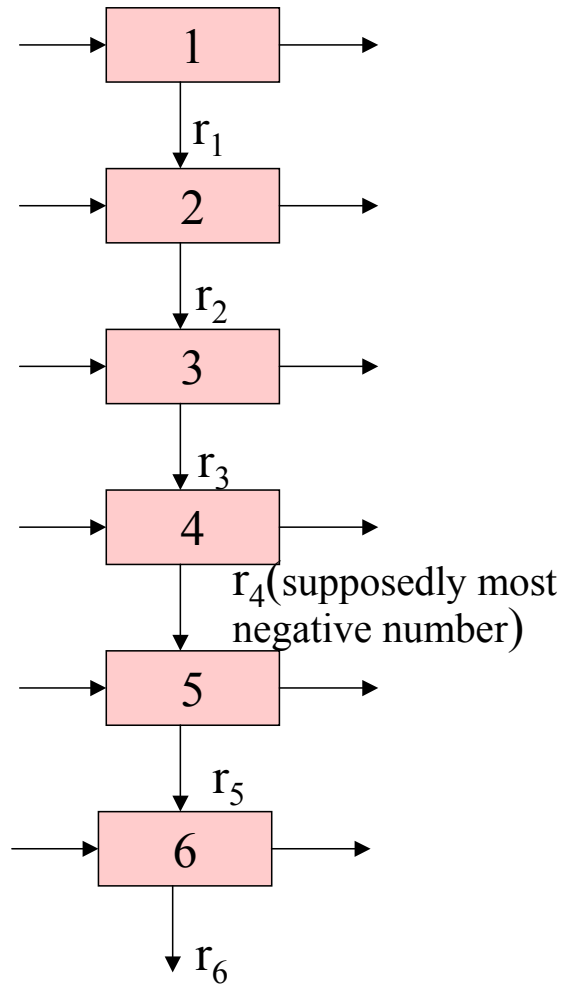 1
r₁
2
r₂
3
r₃
4
r₄(supposedly most
negative number)
5
r₅
6
r₆